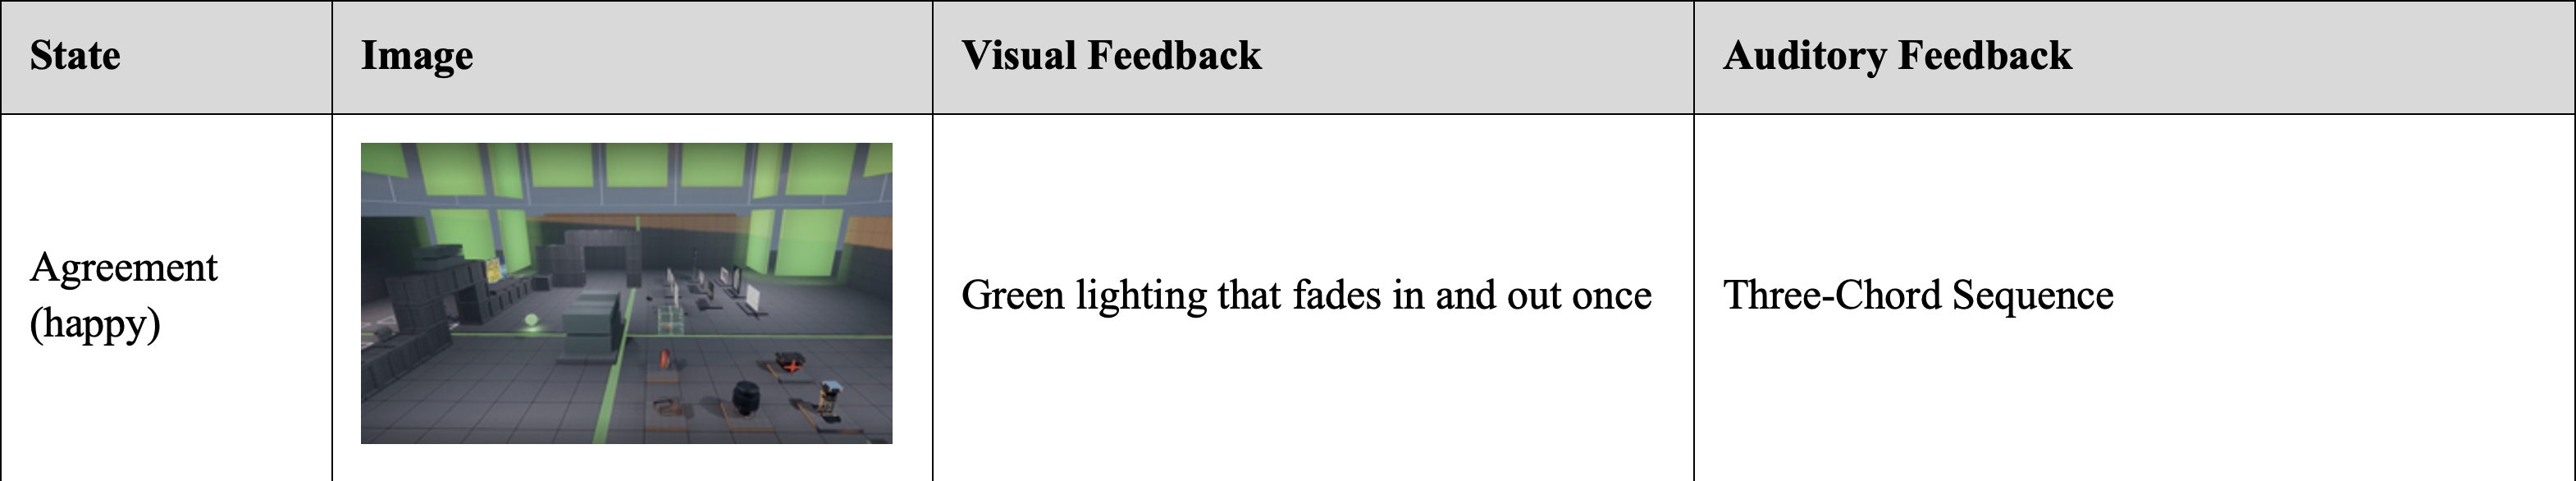 State
Image
Visual Feedback
Auditory Feedback
Agreement
(happy)
Green lighting that fades in and out once
Three-Chord Sequence